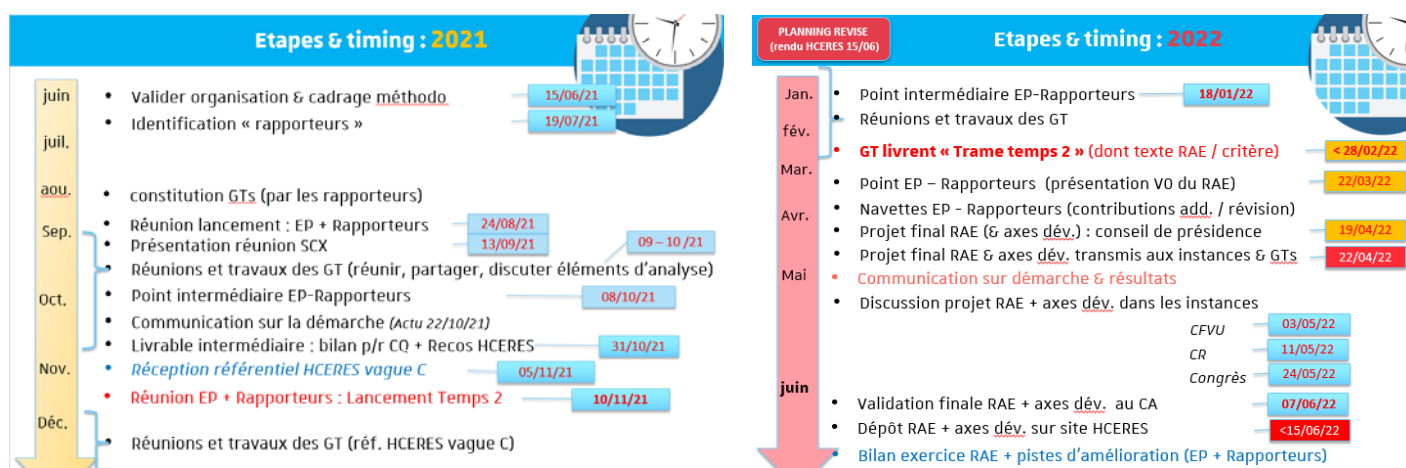 Etapes & timing : 2021
juin
• Valider organisation & cadrage méthodo 15/06/21
• Identification « rapporteurs » 19/07/21
juil.
aou.
• constitution GTs (par les rapporteurs)
Sep.
• Réunion lancement : EP + Rapporteurs 24/08/21
• Présentation réunion SCX 13/09/21
09 – 10 /21
• Réunions et travaux des GT (réunir, partager, discuter éléments d'analyse)
Oct.
• Point intermédiaire EP-Rapporteurs 08/10/21
• Communication sur la démarche (Actu 22/10/21)
• Livrable intermédiaire : bilan p/r CQ + Recos HCERES 31/10/21
Nov.
• Réception référentiel HCERES vague C 05/11/21
• Réunion EP + Rapporteurs : Lancement Temps 2 10/11/21
Déc.
• Réunions et travaux des GT (réf. HCERES vague C)
PLANNING REVISE
(rendu HCERES 15/06)
Etapes & timing : 2022
Jan.
• Point intermédiaire EP-Rapporteurs 18/01/22
• Réunions et travaux des GT
fév.
• GT livrent « Trame temps 2 » (dont texte RAE / critère) < 28/02/22
Mar.
• Point EP – Rapporteurs (présentation V0 du RAE) 22/03/22
• Navettes EP - Rapporteurs (contributions add. / révision)
Avr.
• Projet final RAE (& axes dév.) : conseil de présidence 19/04/22
• Projet final RAE & axes dév. transmis aux instances & GTs 22/04/22
Mai
• Communication sur démarche & résultats
• Discussion projet RAE + axes dév. dans les instances
CFVU 03/05/22
CR 11/05/22
Congrès 24/05/22
juin
• Validation finale RAE + axes dév. au CA 07/06/22
• Dépôt RAE + axes dév. sur site HCERES <15/06/22
• Bilan exercice RAE + pistes d'amélioration (EP + Rapporteurs)